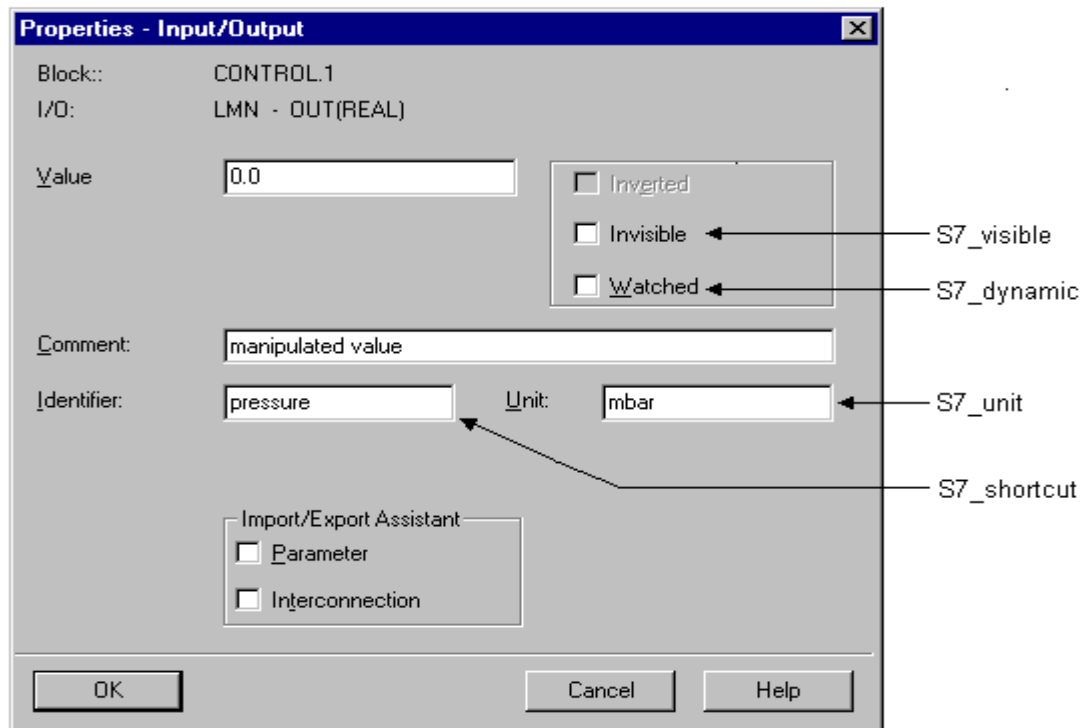 Properties - Input/Output
Block:: CONTROL.1
I/O: LMN - OUT(REAL)
Value 0.0
Inverted
Invisible S7_visible
Watched S7_dynamic
Comment: manipulated value
Identifier: pressure Unit: mbar S7_unit
S7_shortcut
Import/Export Assistant
Parameter
Interconnection
OK Cancel Help